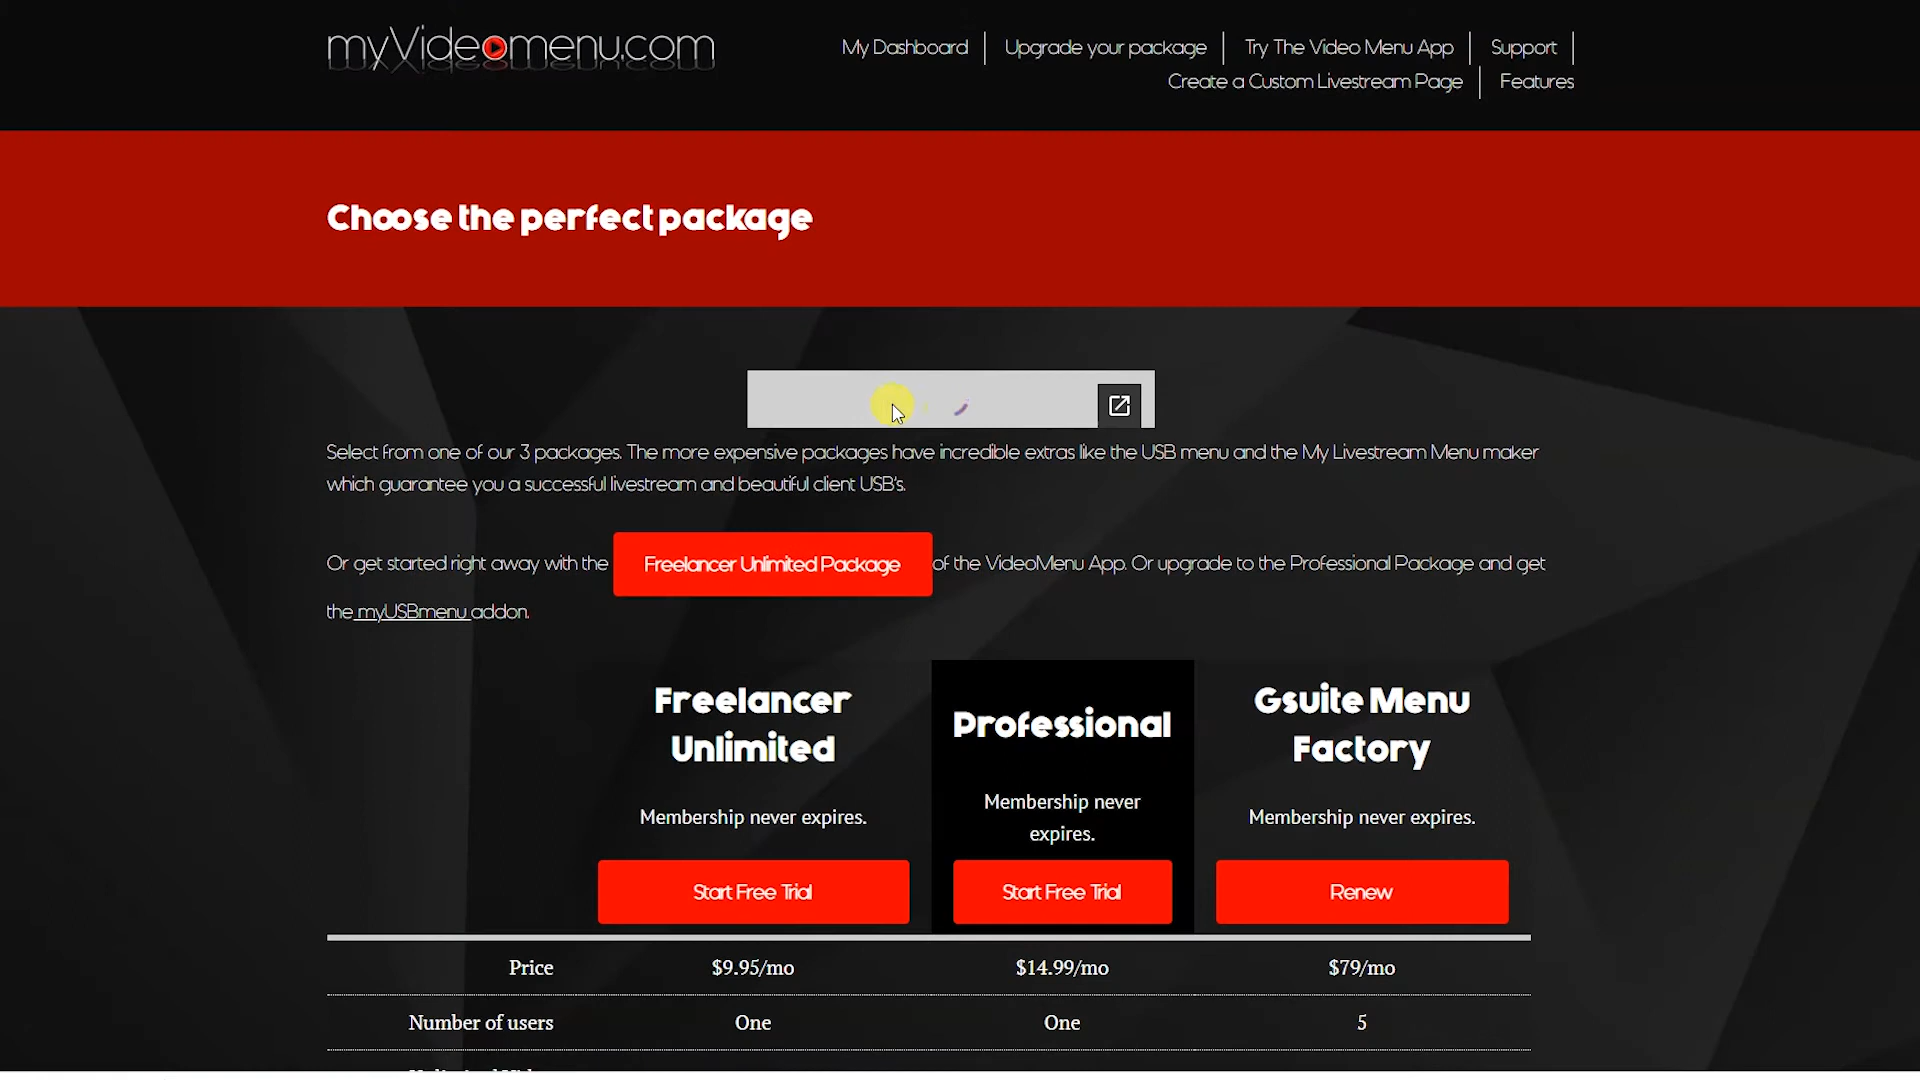 myVideomenu.com
My Dashboard
Upgrade your package
Try The Video Menu App
Support
Create a Custom Livestream Page
Features
Choose the perfect package
Select from one of our 3 packages. The more expensive packages have incredible extras like the USB menu and the My Livestream Menu maker
which guarantee you a successful livestream and beautiful client USB's.
Or get started right away with the Freelancer Unlimited Package of the VideoMenu App. Or upgrade to the Professional Package and get
the myUSBmenu addon.
Freelancer
Unlimited
Professional
Gsuite Menu
Factory
Membership never expires.
Membership never
expires.
Membership never expires.
Start Free Trial
Start Free Trial
Renew
Price $9.95/mo $14.99/mo $79/mo
Number of users One One 5